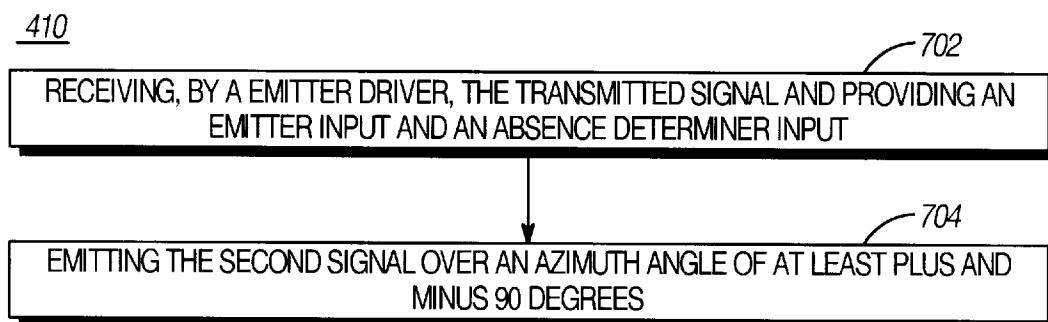 410
702
RECEIVING, BY A EMITTER DRIVER, THE TRANSMITTED SIGNAL AND PROVIDING AN
EMITTER INPUT AND AN ABSENCE DETERMINER INPUT
704
EMITTING THE SECOND SIGNAL OVER AN AZIMUTH ANGLE OF AT LEAST PLUS AND
MINUS 90 DEGREES